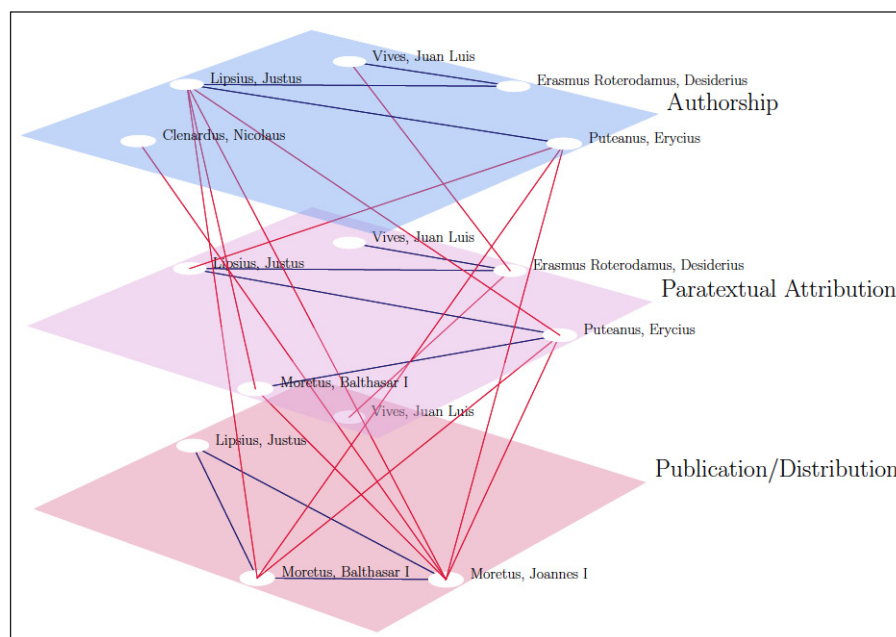 Vives, Juan Luis
Lipsius, Justus
Erasmus Roterodamus, Desiderius
Authorship
Clenardus, Nicolaus
Puteanus, Erycius
Vives, Juan Luis
Lipsius, Justus
Erasmus Roterodamus, Desiderius
Paratextual Attribution
Puteanus, Erycius
Moretus, Balthasar I
Vives, Juan Luis
Lipsius, Justus
Publication/Distribution
Moretus, Balthasar I
Moretus, Joannes I